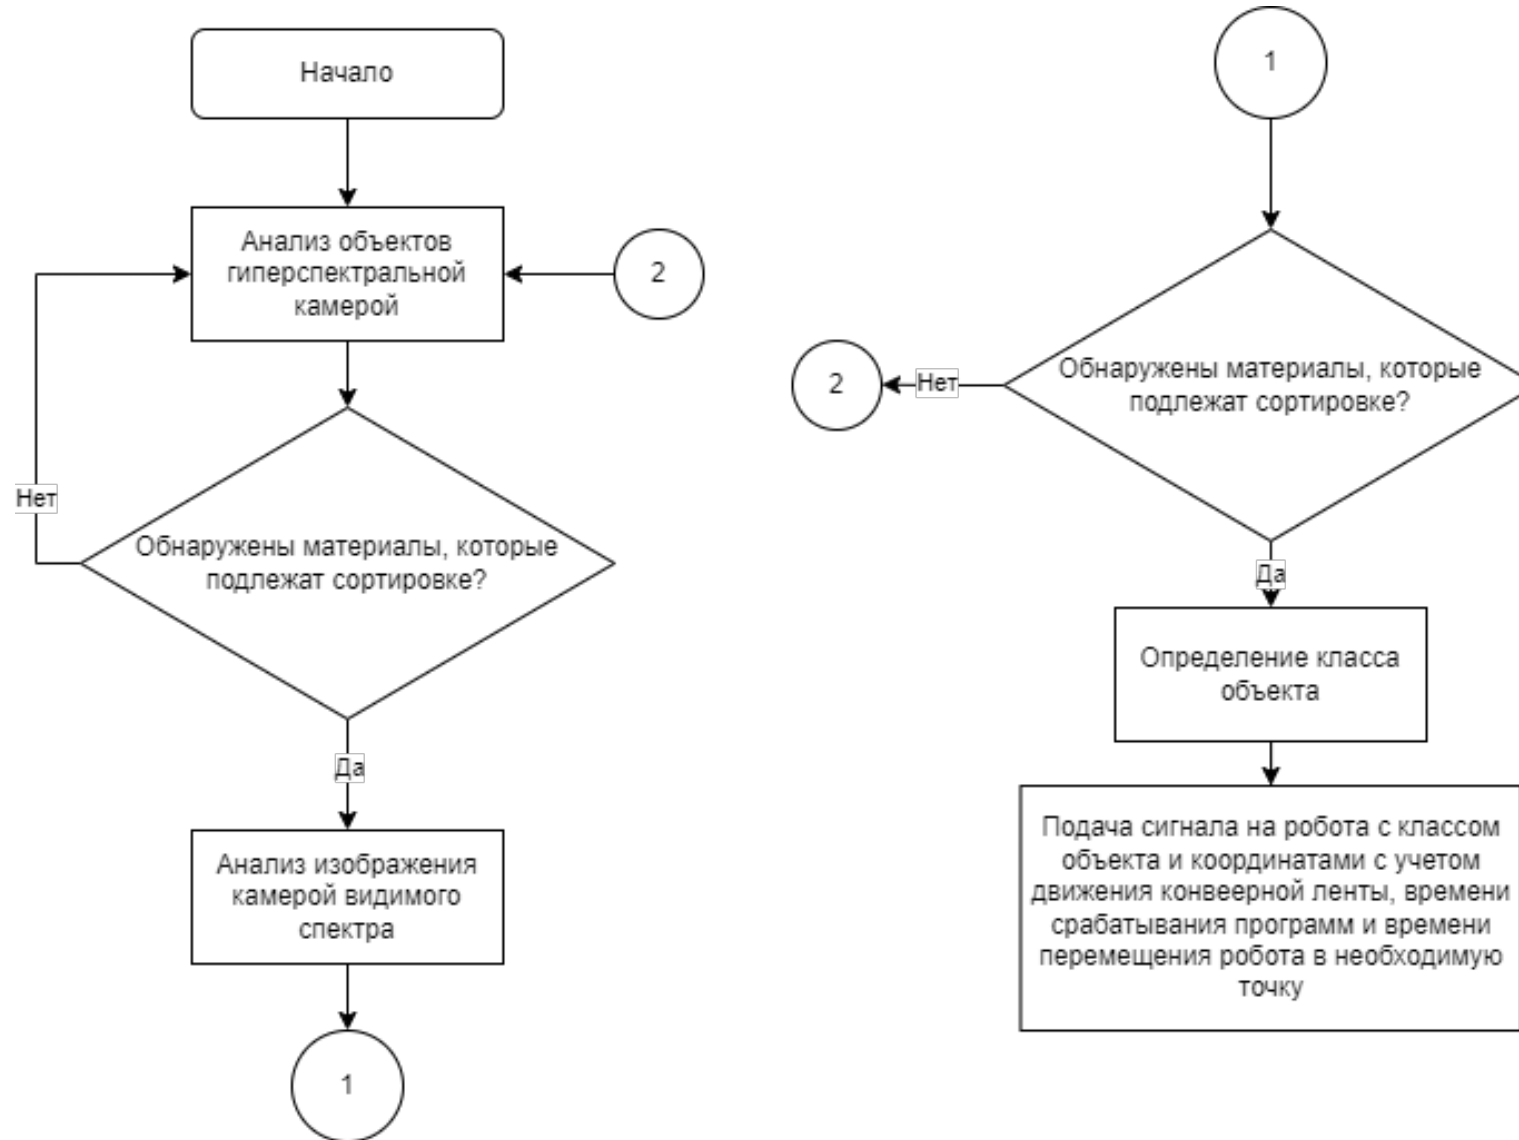 Начало
Анализ объектов
гиперспектральной
камерой
2
Нет
Обнаружены материалы, которые
подлежат сортировке?
Да
Анализ изображения
камерой видимого
спектра
1
1
Обнаружены материалы, которые
подлежат сортировке?
Нет
2
Да
Определение класса
объекта
Подача сигнала на робота с классом
объекта и координатами с учетом
движения конвеерной ленты, времени
срабатывания программ и времени
перемещения робота в необходимую
точку